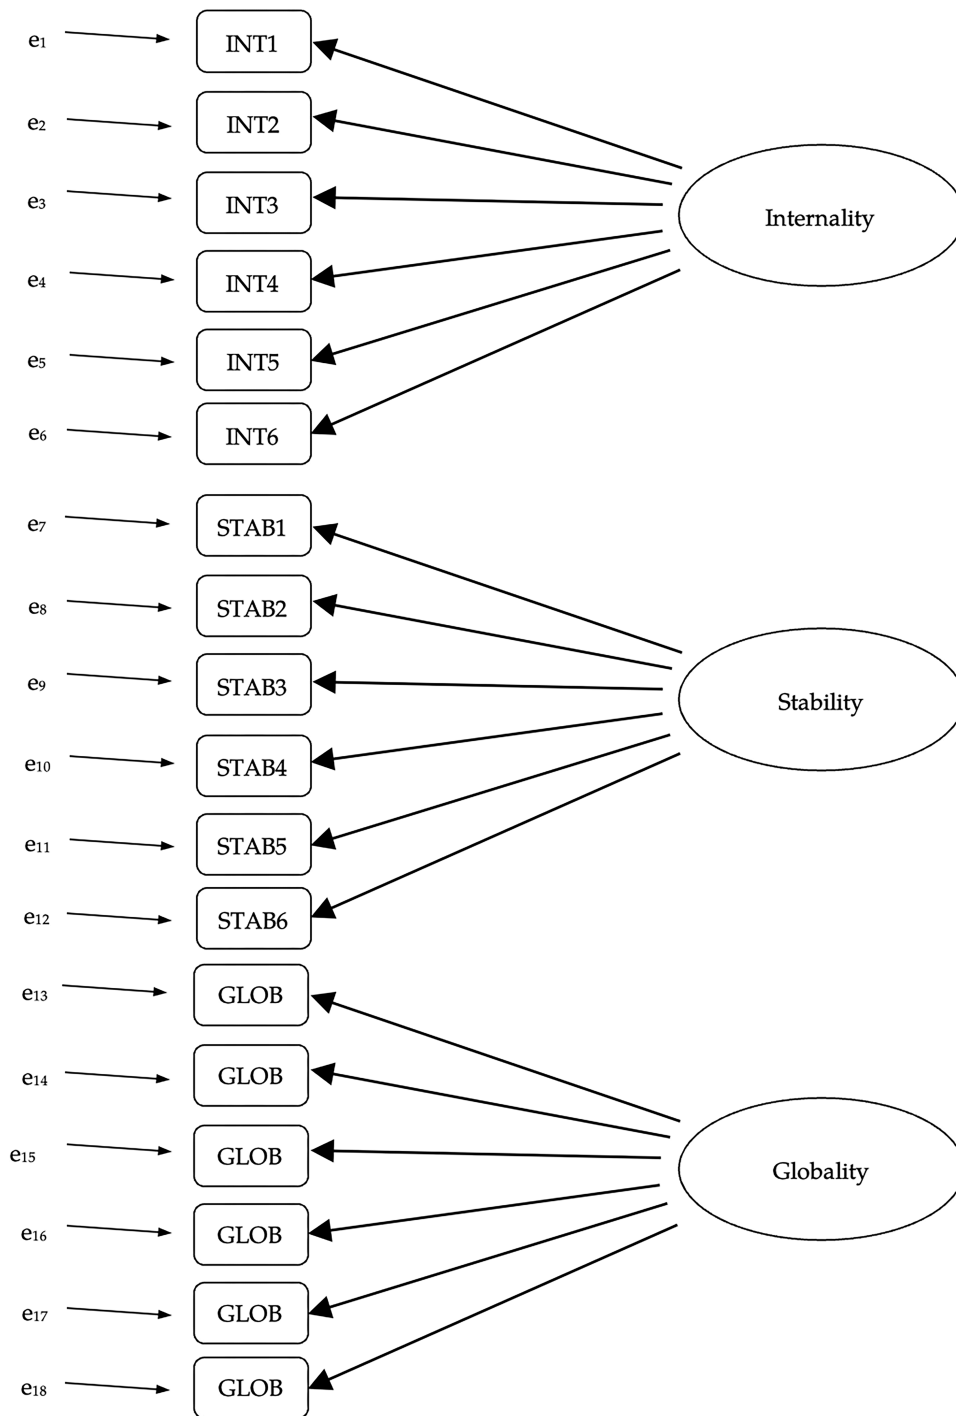 e1 INT1
e2 INT2
e3 INT3
Internality
e4 INT4
e5 INT5
e6 INT6
e7 STAB1
e8 STAB2
e9 STAB3
Stability
e10 STAB4
e11 STAB5
e12 STAB6
e13 GLOB
e14 GLOB
e15 GLOB
Globality
e16 GLOB
e17 GLOB
e18 GLOB